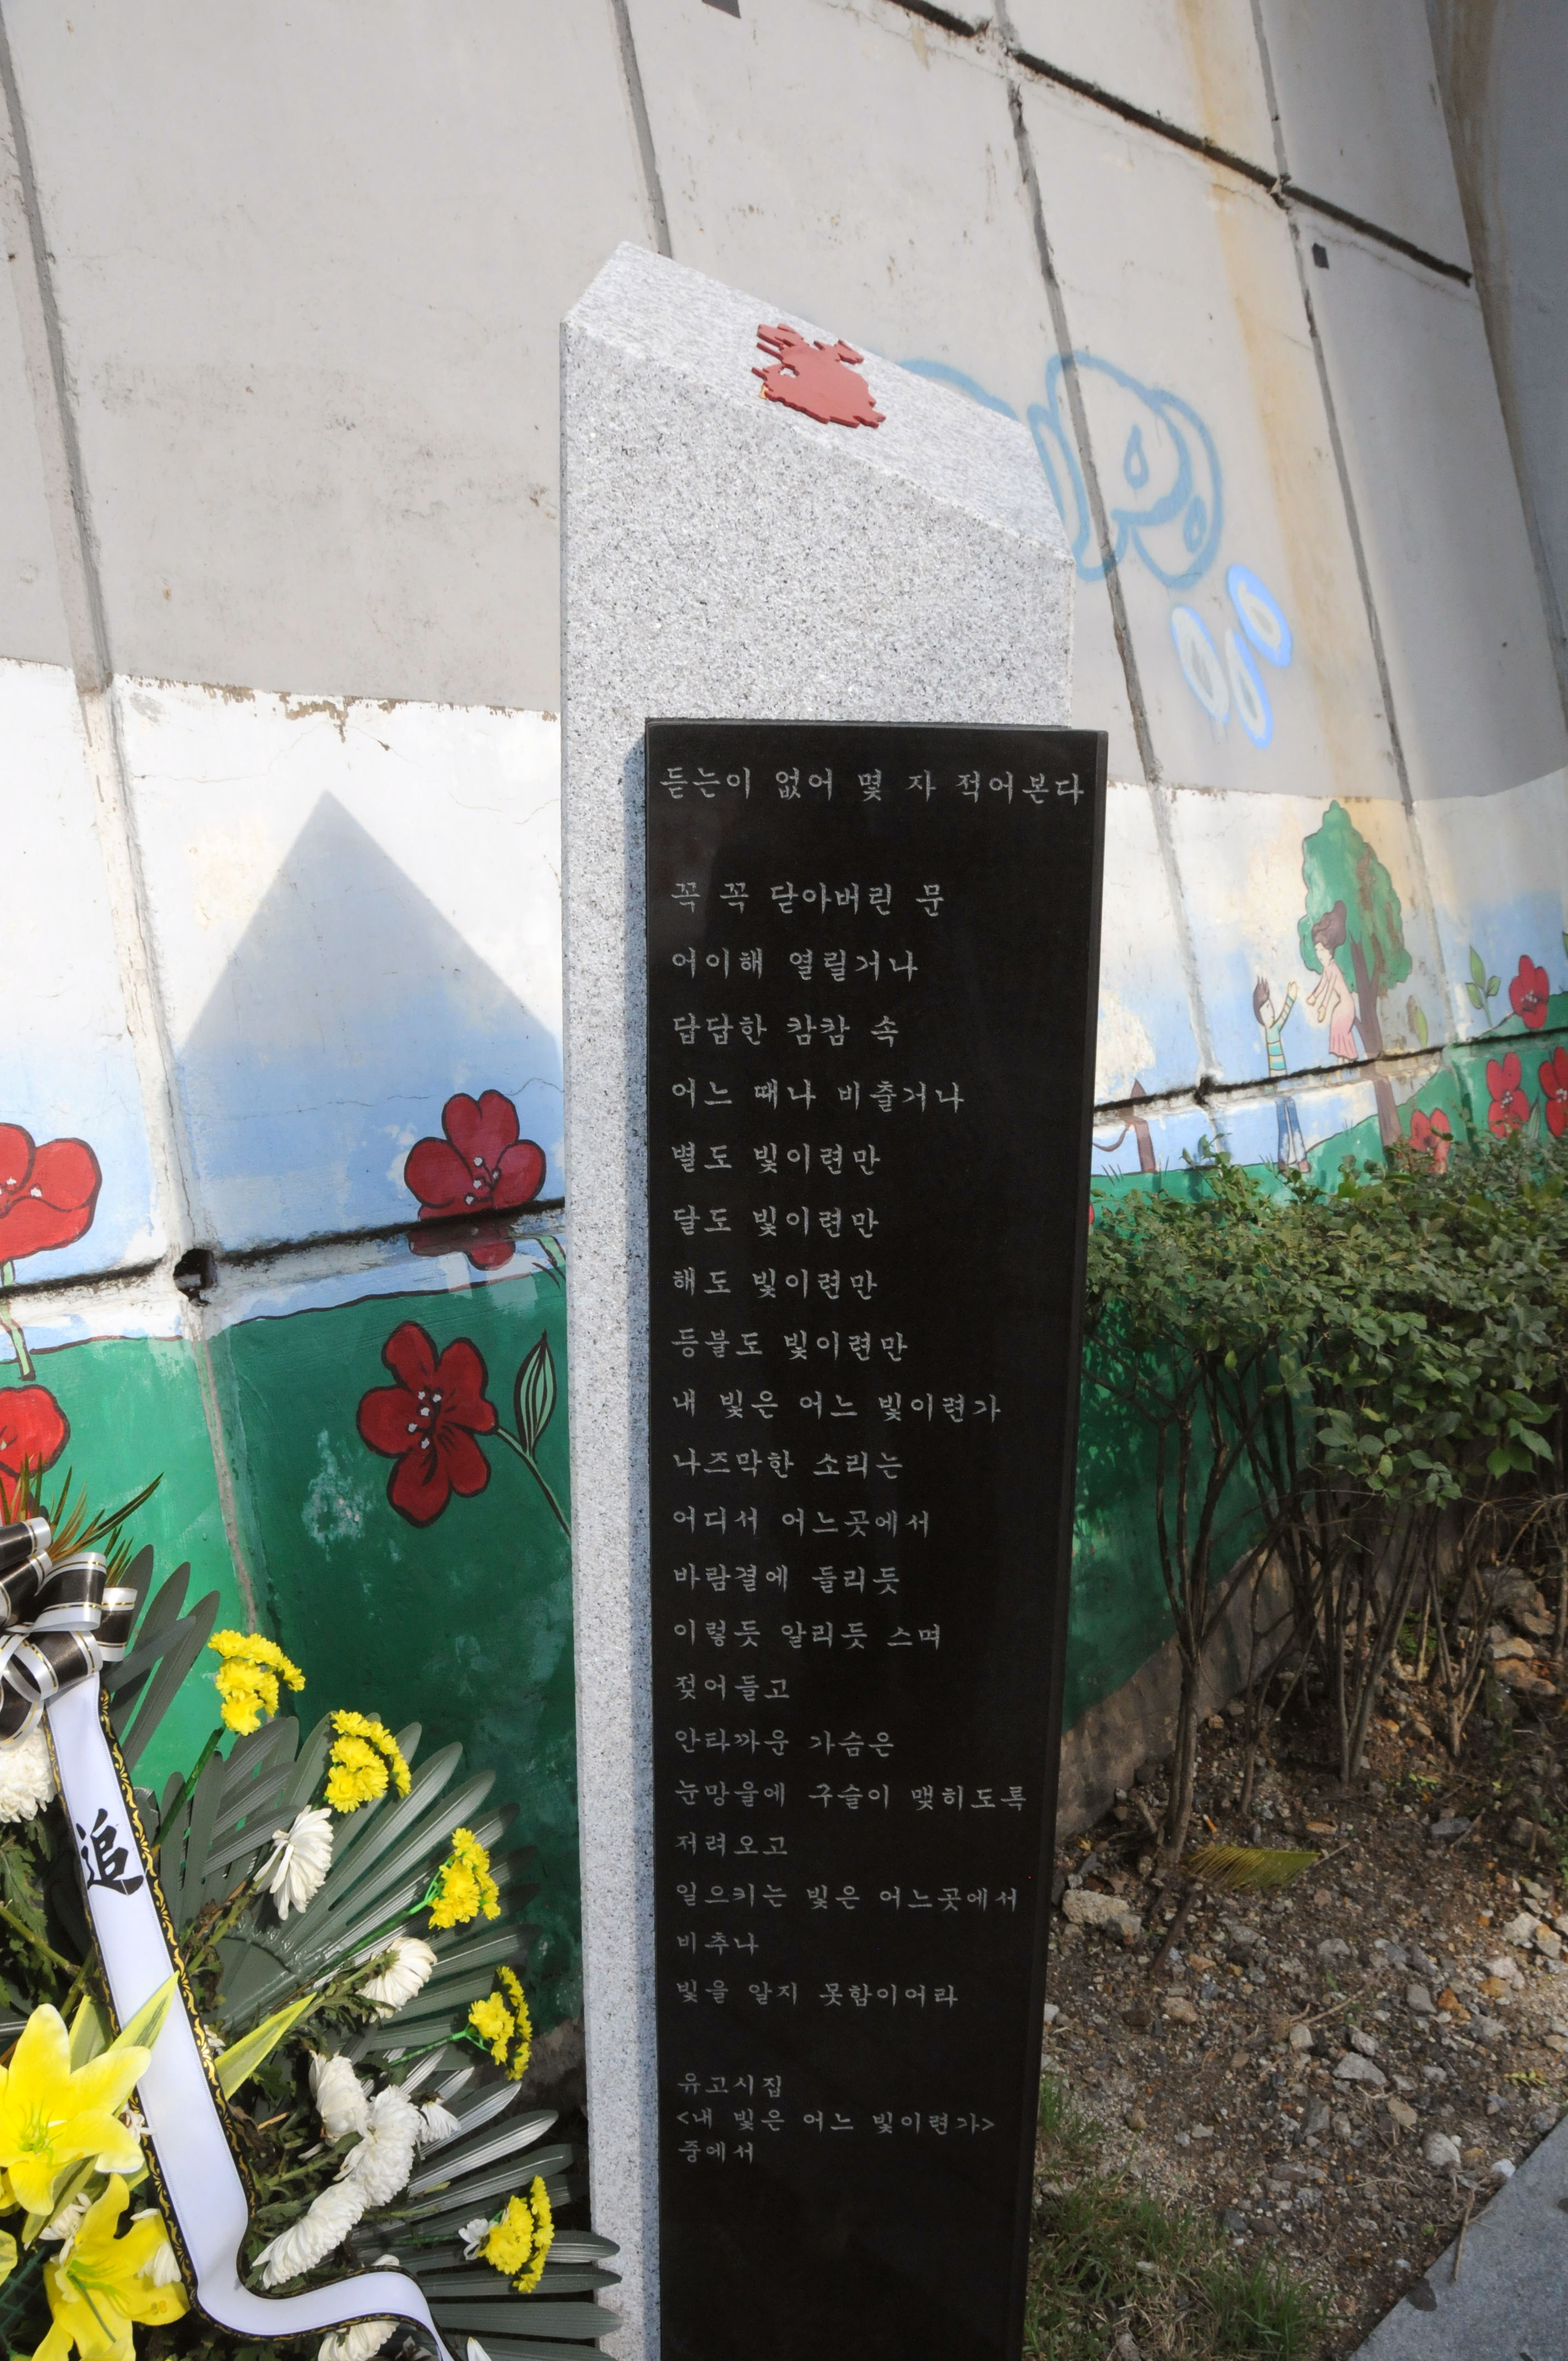 듣는이 없어 몇 자 적어본다
꼭 꼭 닫아버린 문
어이해 열릴거나
답답한 캄캄 속
어느 때나 비출거나
별도 빛이련만
달도 빛이련만
해도 빛이련만
등불도 빛이련만
내 빛은 어느 빛이련가
나즈막한 소리는
어디서 어느곳에서
바람결에 들리듯
이렇듯 알리듯 스며
젖어들고
안타까운 가슴은
눈망울에 구슬이 맺히도록
저려오고
일으키는 빛은 어느곳에서
비추나
빛을 알지 못함이어라
유고시집
<내 빛은 어느 빛이련가>
중에서
追